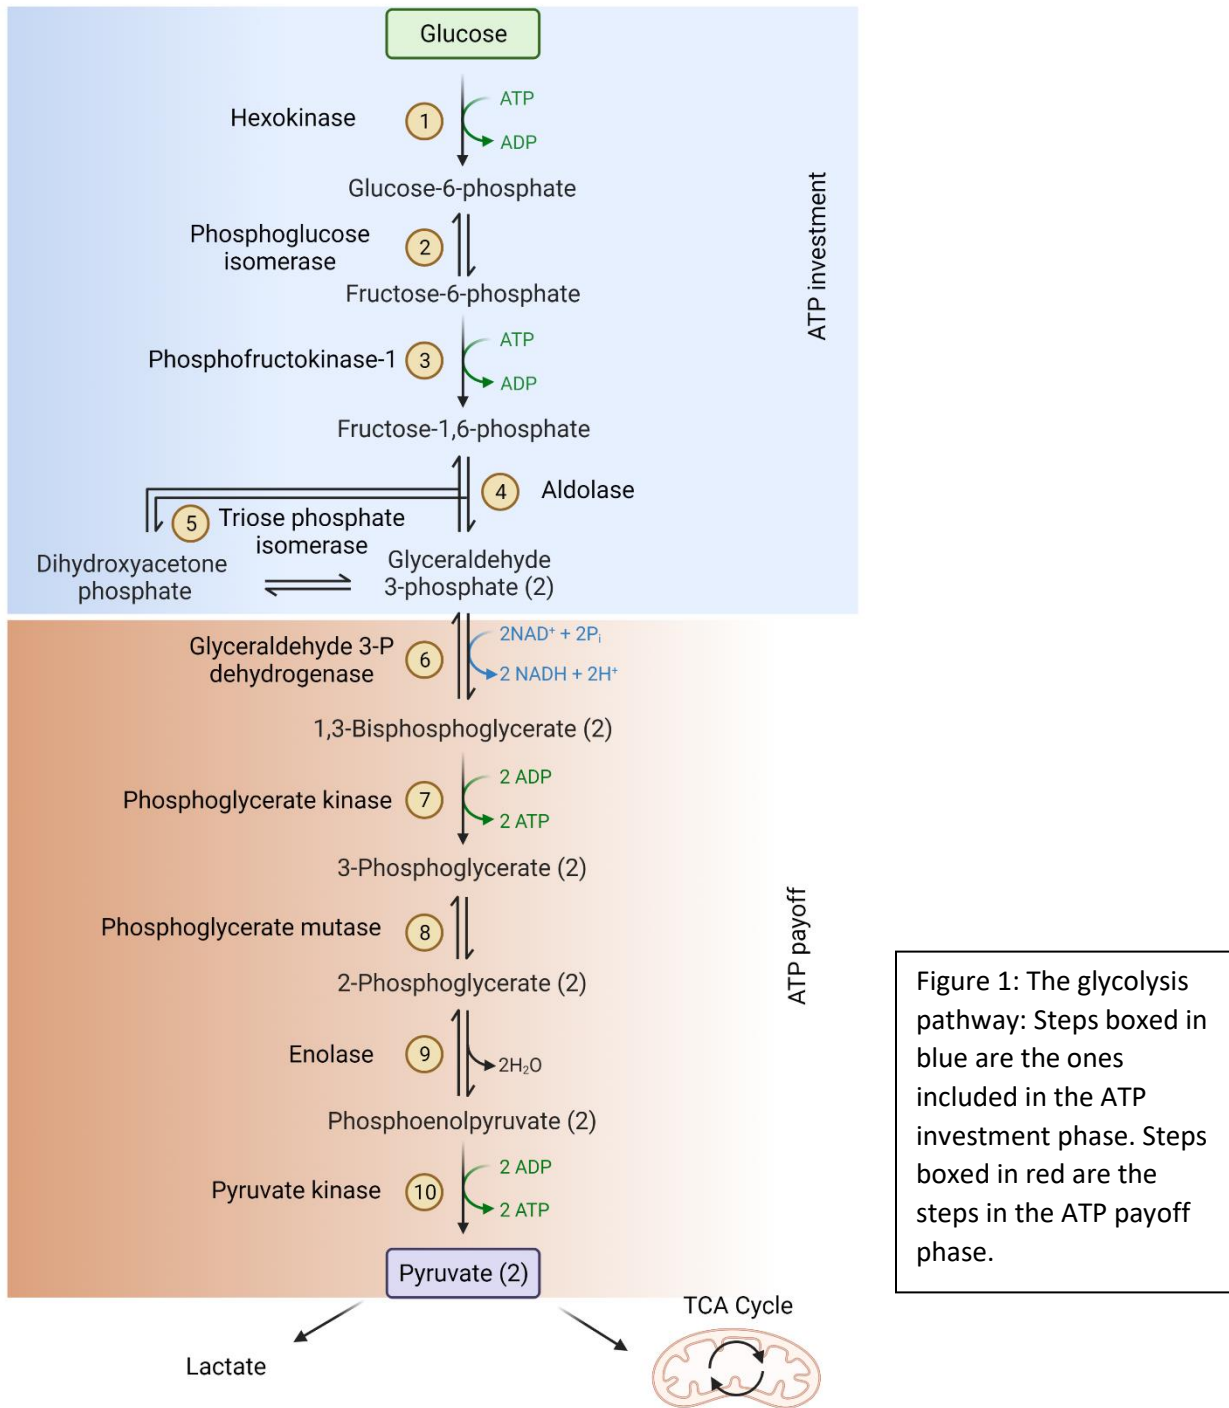 Glucose
Hexokinase
1
ATP
ADP
Glucose-6-phosphate
Phosphoglucose
isomerase
2
Fructose-6-phosphate
Phosphofructokinase-1
3
ATP
ADP
Fructose-1,6-phosphate
4
Aldolase
5
Triose phosphate
isomerase
Dihydroxyacetone
phosphate
Glyceraldehyde
3-phosphate (2)
ATP investment
Glyceraldehyde 3-P
dehydrogenase
6
2NAD⁺ + 2Pᵢ
2 NADH + 2H⁺
1,3-Bisphosphoglycerate (2)
Phosphoglycerate kinase
7
2 ADP
2 ATP
3-Phosphoglycerate (2)
Phosphoglycerate mutase
8
2-Phosphoglycerate (2)
Enolase
9
2H₂O
Phosphoenolpyruvate (2)
Pyruvate kinase
10
2 ADP
2 ATP
Pyruvate (2)
ATP payoff
Lactate
TCA Cycle
Figure 1: The glycolysis
pathway: Steps boxed in
blue are the ones
included in the ATP
investment phase. Steps
boxed in red are the
steps in the ATP payoff
phase.